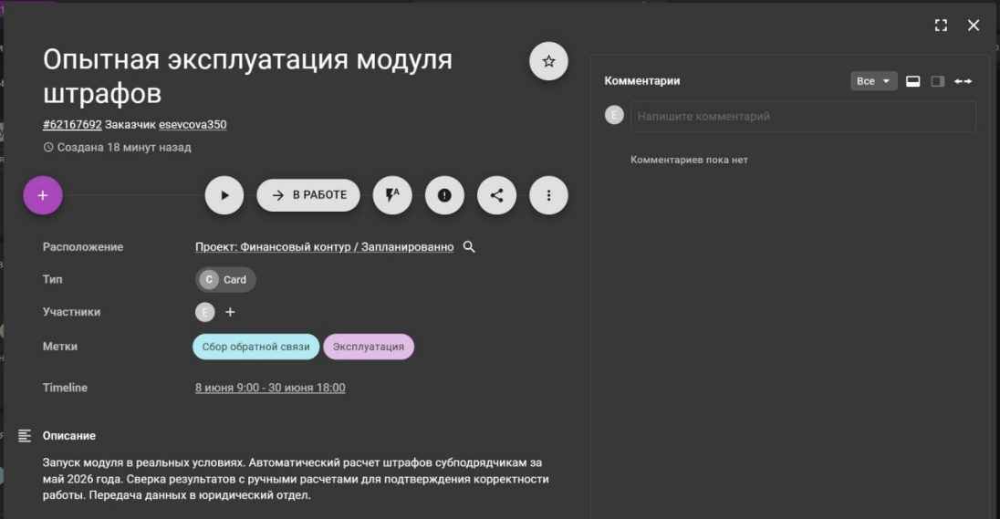 Опытная эксплуатация модуля
штрафов
#62167692 Заказчик esevcova350
Создана 18 минут назад
В РАБОТЕ
Расположение
Проект: Финансовый контур / Запланированно
Тип
C Card
Участники
E
Метки
Сбор обратной связи Эксплуатация
Timeline
8 июня 9:00 - 30 июня 18:00
Описание
Запуск модуля в реальных условиях. Автоматический расчет штрафов субподрядчикам за
май 2026 года. Сверка результатов с ручными расчетами для подтверждения корректности
работы. Передача данных в юридический отдел.
Комментарии
Все
E
Напишите комментарий
Комментариев пока нет